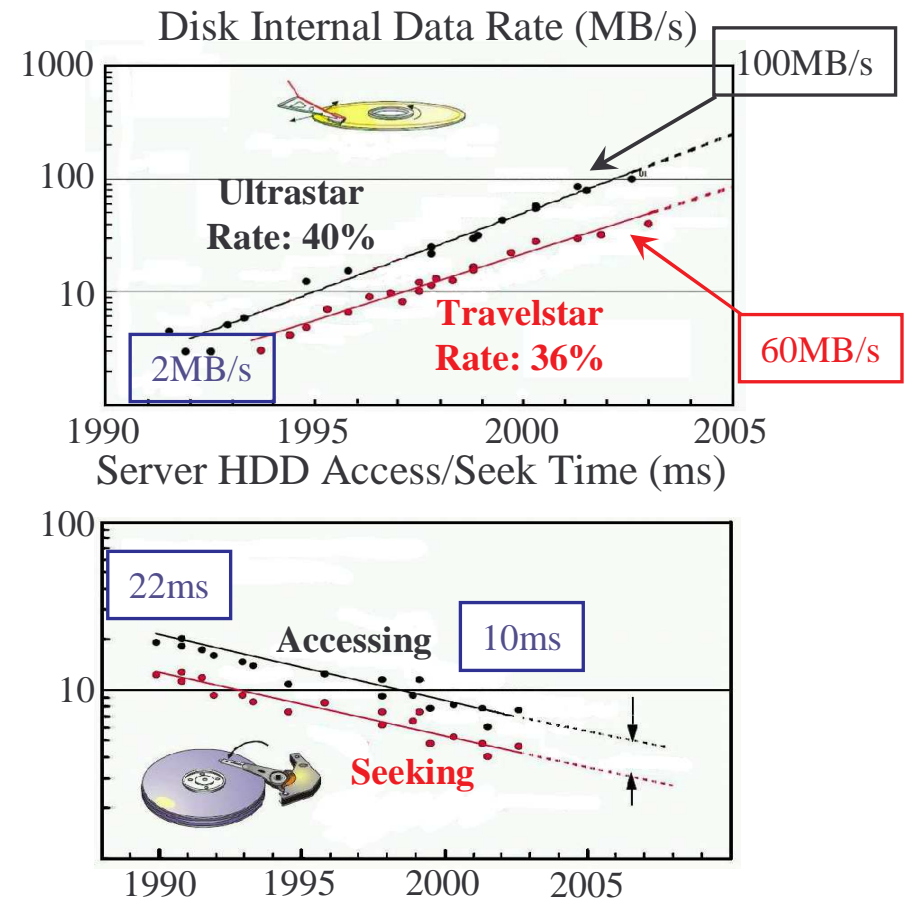 Disk Internal Data Rate (MB/s)
1000
100MB/s
100
Ultrastar
Rate: 40%
10
Travelstar
Rate: 36%
2MB/s
60MB/s
1990 1995 2000 2005
Server HDD Access/Seek Time (ms)
100
22ms
Accessing
10ms
10
Seeking
1990 1995 2000 2005